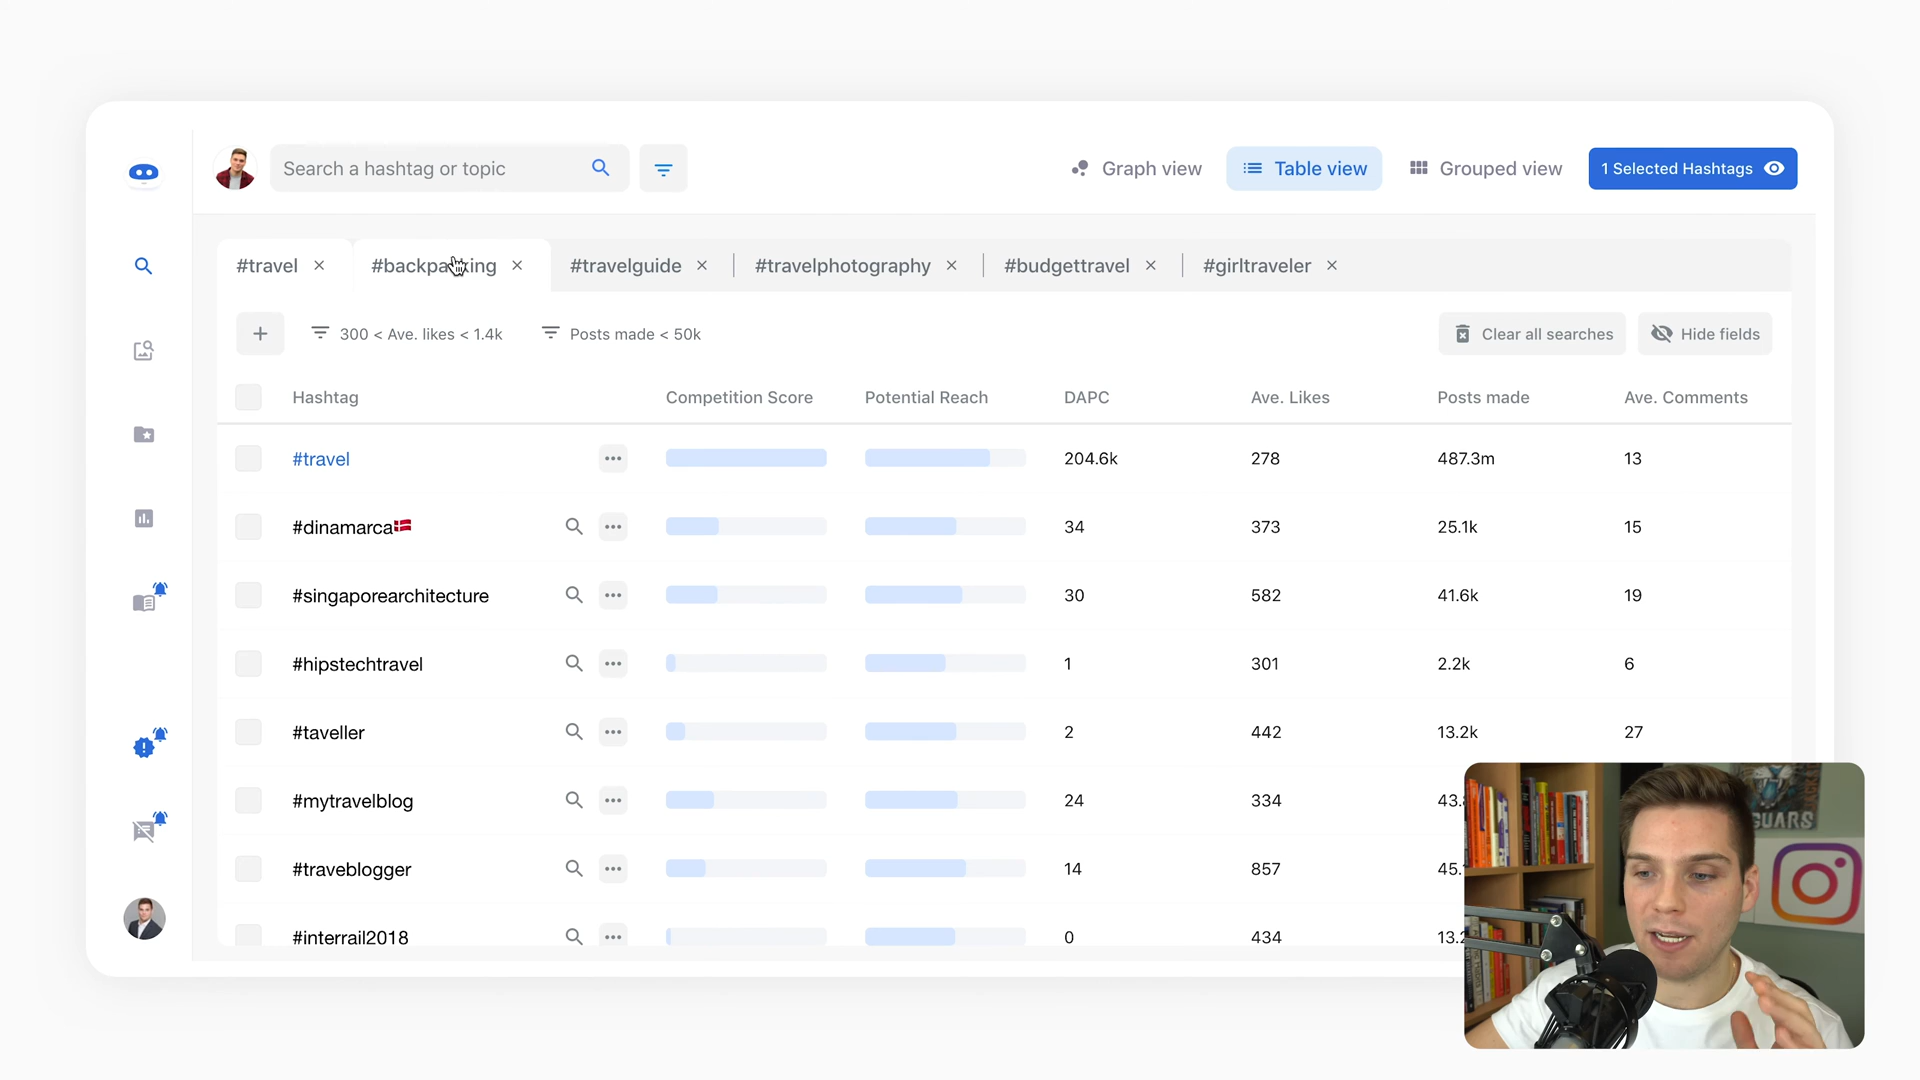 Search a hashtag or topic
Graph view
Table view
Grouped view
1 Selected Hashtags
#travel
#backpacking
#travelguide
#travelphotography
#budgettravel
#girltraveler
300 < Ave. likes < 1.4k
Posts made < 50k
Clear all searches
Hide fields
Hashtag Competition Score Potential Reach DAPC Ave. Likes Posts made Ave. Comments
#travel 204.6k 278 487.3m 13
#dinamarca🇩🇰 34 373 25.1k 15
#singaporearchitecture 30 582 41.6k 19
#hipstechtravel 1 301 2.2k 6
#taveller 2 442 13.2k 27
#mytravelblog 24 334
#traveblogger 14 857
#interrail2018 0 434